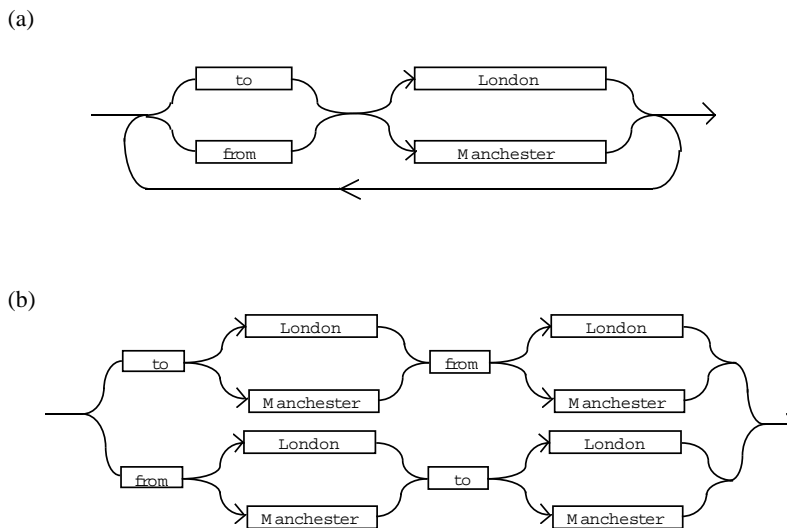 (a)
to London
from Manchester
(b)
London London
to from
Manchester Manchester
London London
from to
Manchester Manchester